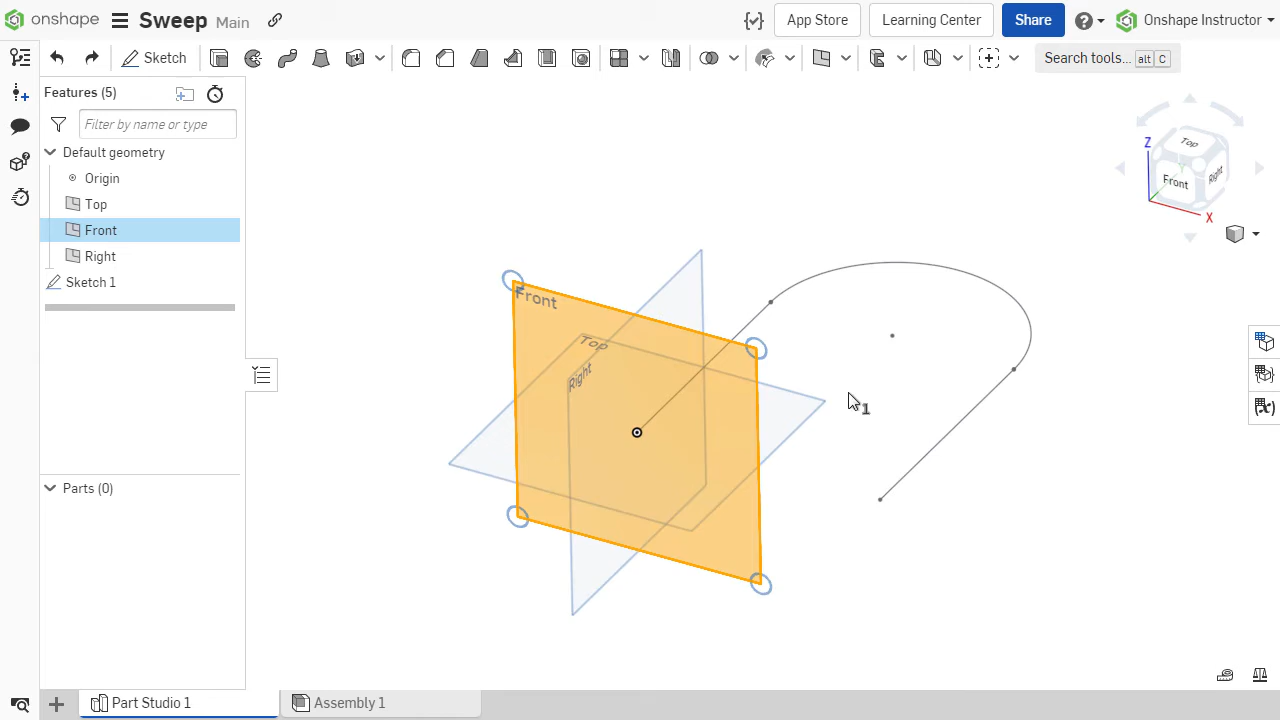 onshape Sweep Main App Store Learning Center Share Onshape Instructor
Sketch Search tools... alt C
Features (5)
Filter by name or type
Default geometry
Origin
Top
Front
Right
Sketch 1
Parts (0)
Front
Top
Right
1
Z
Top
Front
Right
Y
X
Part Studio 1 Assembly 1